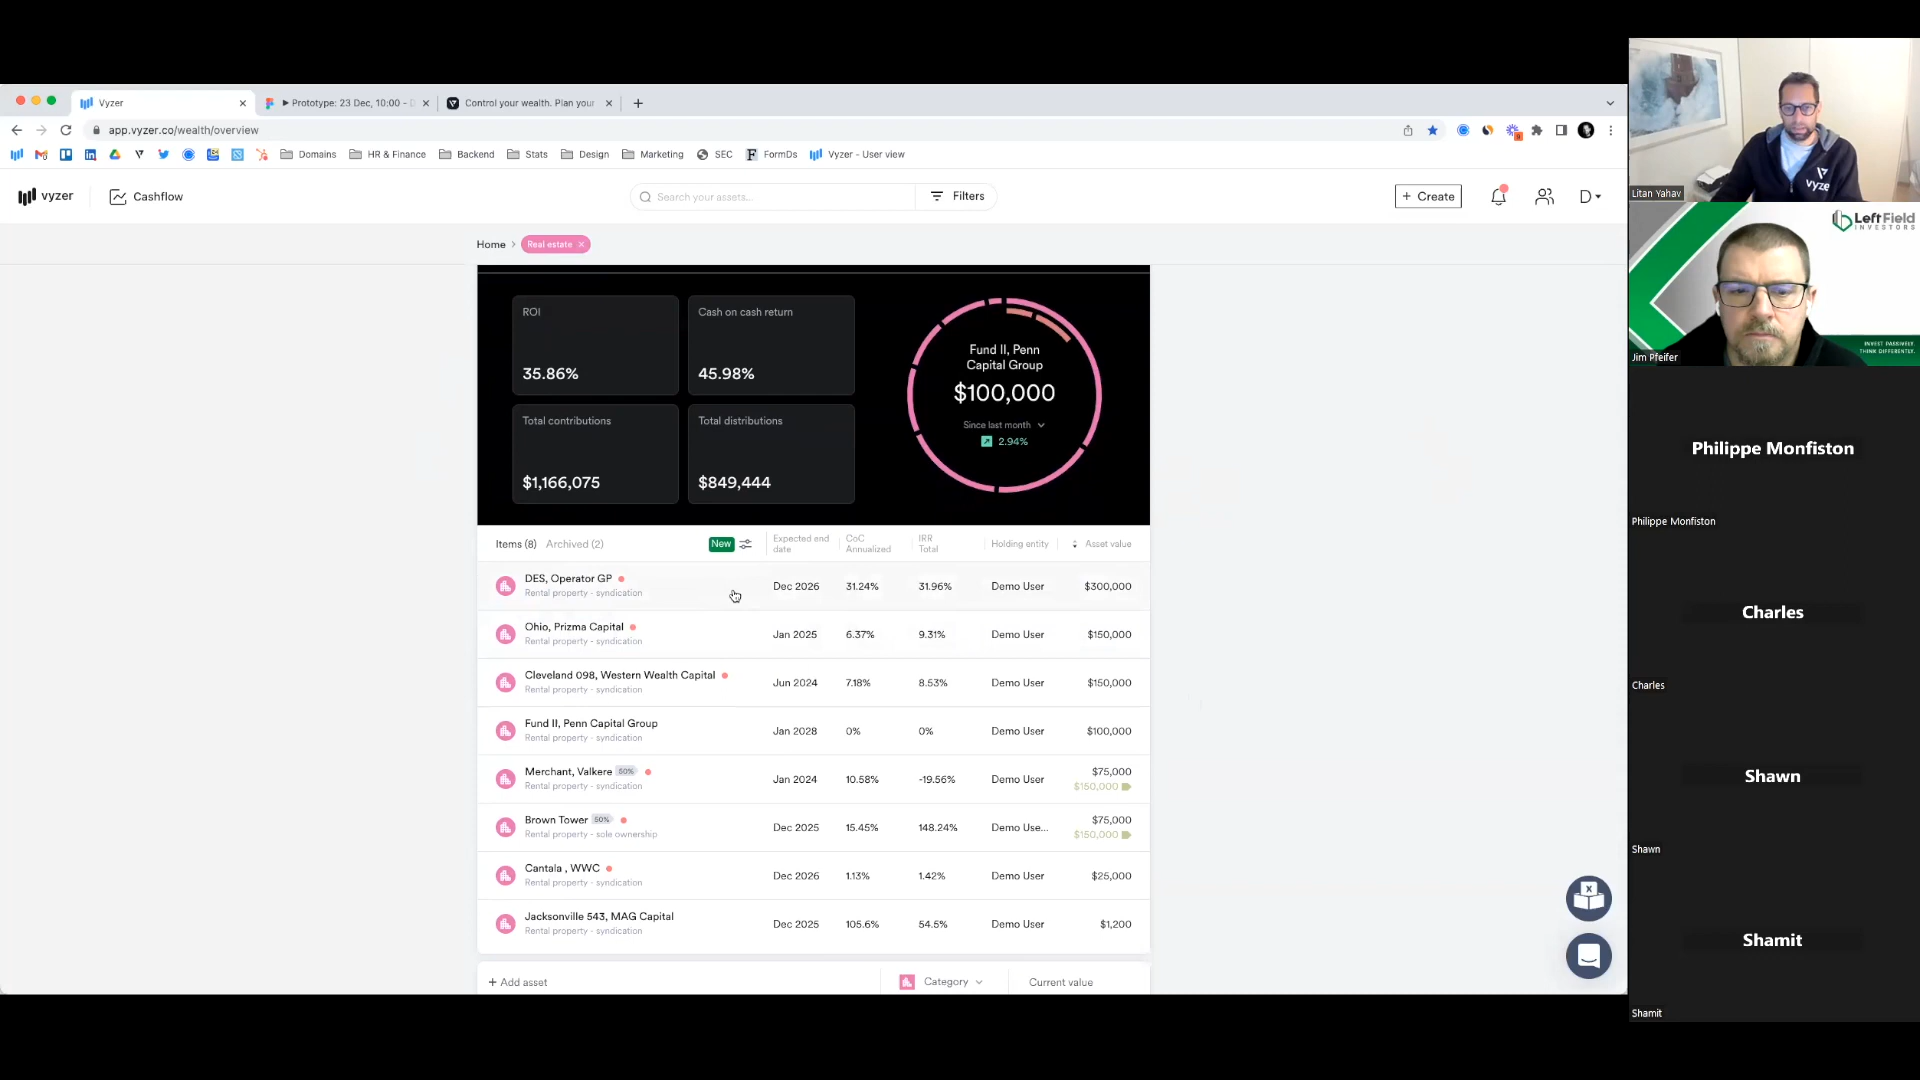 Vyzer
Prototype: 23 Dec, 10:00 - D
Control your wealth. Plan your
app.vyzer.co/wealth/overview
Domains
HR & Finance
Backend
Stats
Design
Marketing
SEC
FormDs
Vyzer - User view
vyzer
Cashflow
Search your assets...
Filters
+ Create
D
Home
Real estate
ROI
35.86%
Cash on cash return
45.98%
Total contributions
$1,166,075
Total distributions
$849,444
Fund II, Penn
Capital Group
$100,000
Since last month
2.94%
Items (8) Archived (2)
New
Expected end
date
CoC
Annualized
IRR
Total
Holding entity
Asset value
DES, Operator GP
Rental property - syndication
Dec 2026 31.24% 31.96% Demo User $300,000
Ohio, Prizma Capital
Rental property - syndication
Jan 2025 6.37% 9.31% Demo User $150,000
Cleveland 098, Western Wealth Capital
Rental property - syndication
Jun 2024 7.18% 8.53% Demo User $150,000
Fund II, Penn Capital Group
Rental property - syndication
Jan 2028 0% 0% Demo User $100,000
Merchant, Valkere 50%
Rental property - syndication
Jan 2024 10.58% -19.56% Demo User $75,000
$150,000
Brown Tower 50%
Rental property - sole ownership
Dec 2025 15.45% 148.24% Demo Use... $75,000
$150,000
Cantala , WWC
Rental property - syndication
Dec 2026 1.13% 1.42% Demo User $25,000
Jacksonville 543, MAG Capital
Rental property - syndication
Dec 2025 105.6% 54.5% Demo User $1,200
+ Add asset
Category
Current value
vyzer
Litan Yahav
LeftField
INVESTORS
INVEST PASSIVELY.
THINK DIFFERENTLY.
Jim Pfeifer
Philippe Monfiston
Philippe Monfiston
Charles
Charles
Shawn
Shawn
Shamit
Shamit